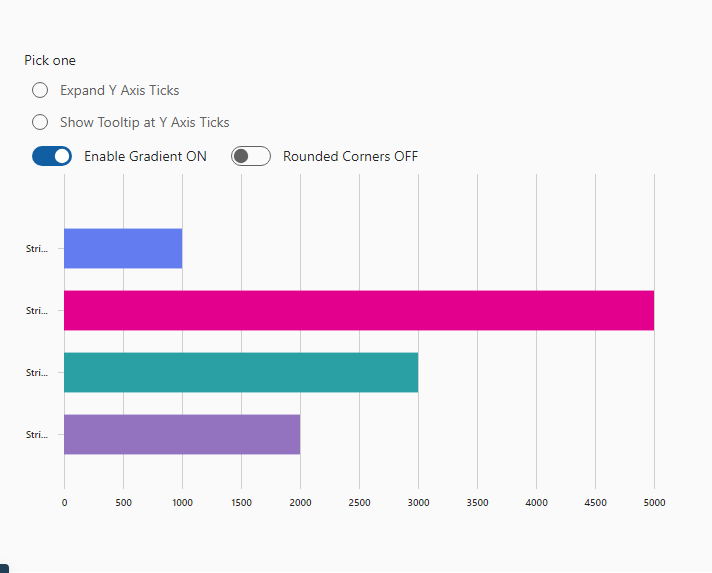 Pick one
Expand Y Axis Ticks
Show Tooltip at Y Axis Ticks
Enable Gradient ON Rounded Corners OFF
Stri...
Stri...
Stri...
Stri...
0 500 1000 1500 2000 2500 3000 3500 4000 4500 5000